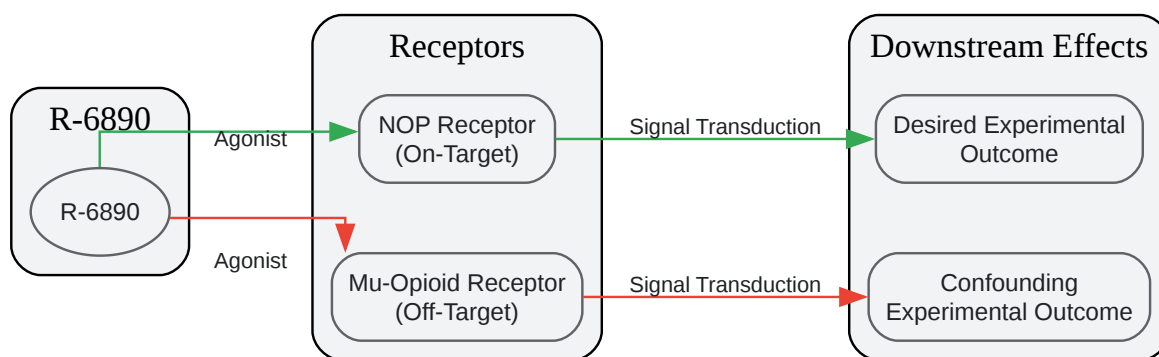 R-6890
R-6890
Agonist
Agonist
Receptors
NOP Receptor
(On-Target)
Mu-Opioid Receptor
(Off-Target)
Signal Transduction
Signal Transduction
Downstream Effects
Desired Experimental
Outcome
Confounding
Experimental Outcome